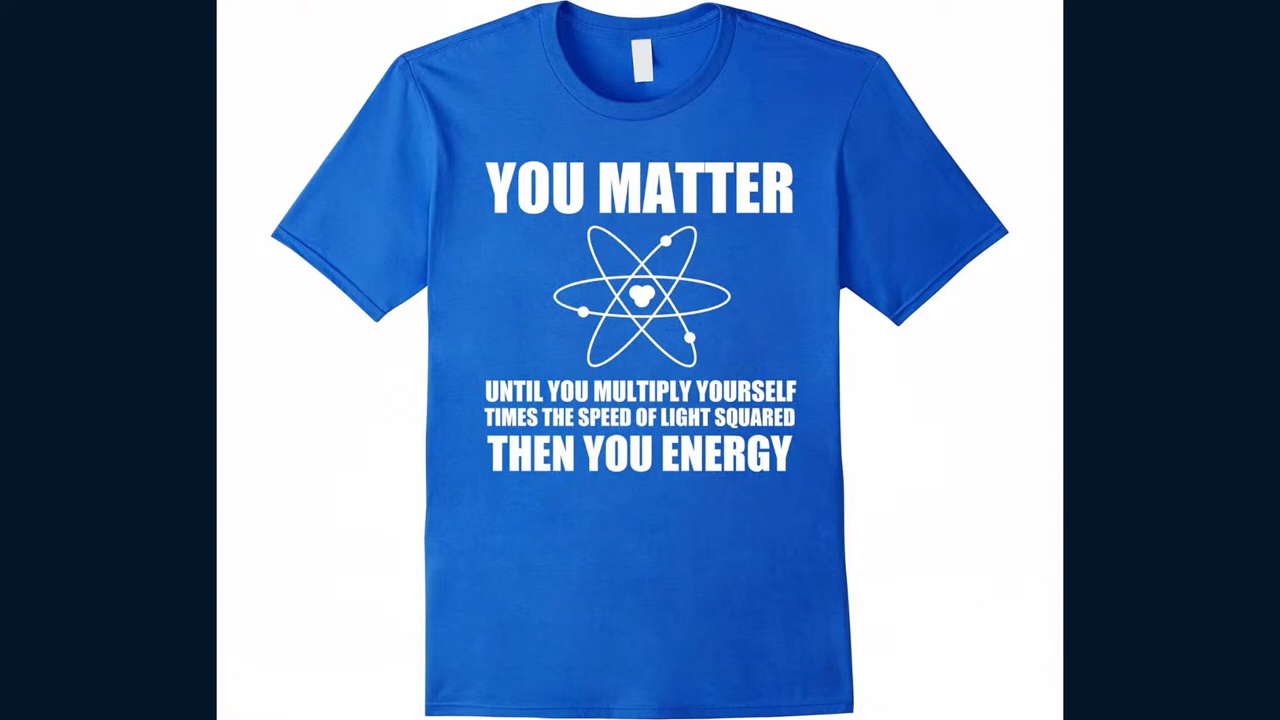 YOU MATTER
UNTIL YOU MULTIPLY YOURSELF
TIMES THE SPEED OF LIGHT SQUARED
THEN YOU ENERGY